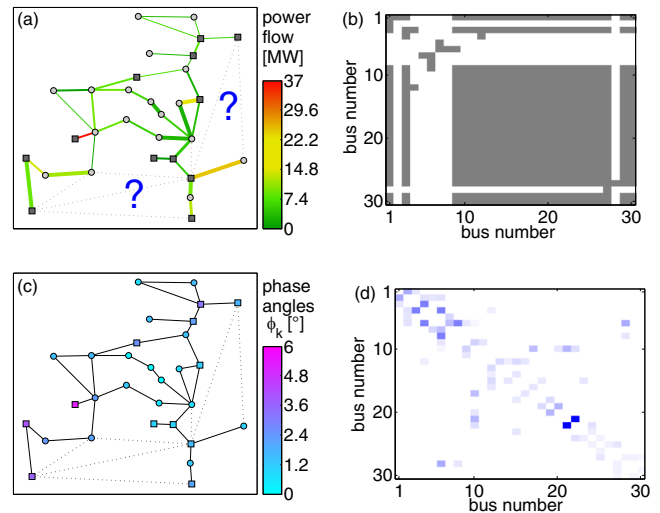 (a)
power
flow
[MW]
37
29.6
22.2
14.8
7.4
0
?
?
(b)
bus number
1
10
20
30
1
10
20
30
bus number
(c)
phase
angles
ϕk [°]
6
4.8
3.6
2.4
1.2
0
(d)
bus number
1
10
20
30
1
10
20
30
bus number